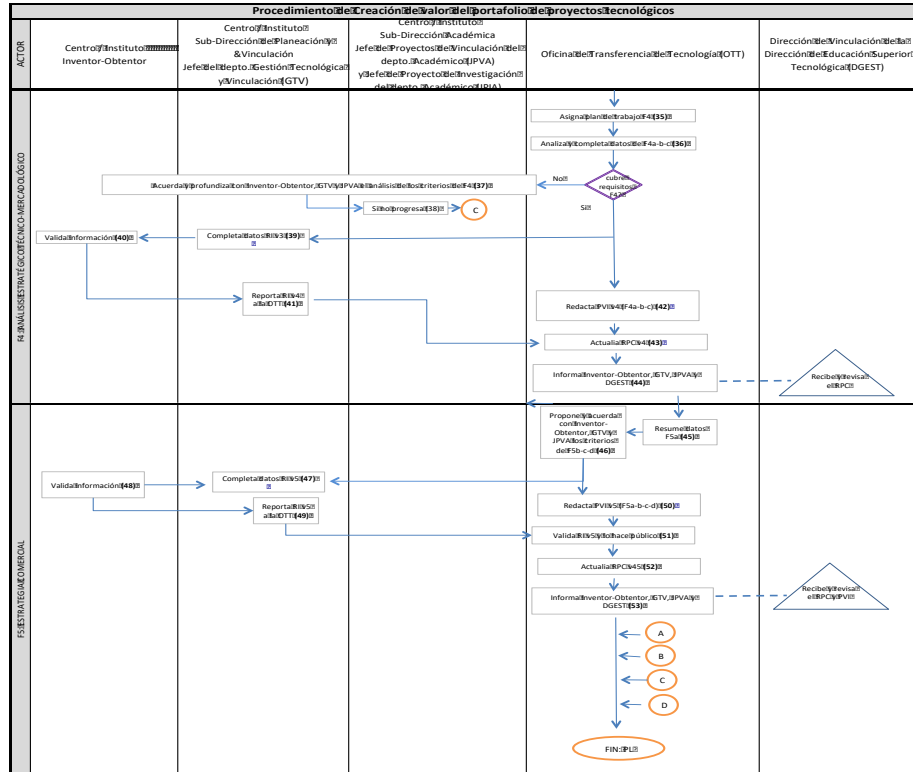 Procedimiento de Creación de valor del portafolio de proyectos tecnológicos
ACTOR
Centro / Instituto
Inventor-Obtentor
Centro / Instituto
Sub-Dirección de Planeación y
&Vinculación
Jefe del depto. Gestión Tecnológica
y Vinculación (GTV)
Centro / Instituto
Sub-Dirección Académica
Jefe de Proyectos de Vinculación del
depto. Académico (JPVA)
y Jefe de Proyecto de Investigación
del depto. Académico (JPIA)
Oficina de Transferencia de Tecnología (OTT)
Dirección de Vinculación de la
Dirección de Educación Superior
Tecnológica (DGEST)
F4: ANÁLISIS ESTRATÉGICO TÉCNICO-MERCADOLÓGICO
Asigna plan de trabajo F4 (35)
Analiza y completa datos de F4a-b-c (36)
cubre
requisitos
F4?
No
Si
Acuerda y profundiza con Inventor-Obtentor, GTV y JPVA el análisis de los criterios de F4 (37)
Si no progresa (38)
C
Completa datos RI v3 (39)
Valida Información (40)
Reporta RI v4
a la OTT (41)
Redacta PVI v4 (F4a-b-c) (42)
Actualia RPC v4 (43)
Informa Inventor-Obtentor, GTV, JPVA y
DGEST (44)
Recibe y revisa
el RPC
F5: ESTRATEGIA COMERCIAL
Resume datos
F5a (45)
Propone y acuerda
con Inventor-
Obtentor, GTV y
JPVA los criterios
de F5b-c-d (46)
Completa datos RI v5 (47)
Valida Información (48)
Reporta RI v5
a la OTT (49)
Redacta PVI v5 (F5a-b-c-d) (50)
Valida RI v5 y lo hace público (51)
Actualia RPC v45 (52)
Informa Inventor-Obtentor, GTV, JPVA y
DGEST (53)
Recibe y revisa
el RPC y PVI
A
B
C
D
FIN: PL